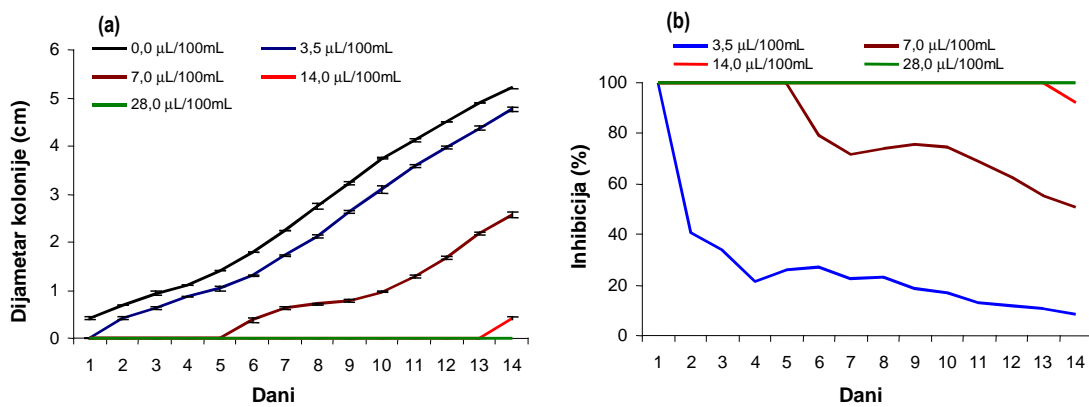 (a)
0,0 µL/100mL 3,5 µL/100mL
7,0 µL/100mL 14,0 µL/100mL
28,0 µL/100mL
Dijametar kolonije (cm)
6
5
4
3
2
1
0
1 2 3 4 5 6 7 8 9 10 11 12 13 14
Dani
(b)
3,5 µL/100mL 7,0 µL/100mL
14,0 µL/100mL 28,0 µL/100mL
Inhibicija (%)
100
80
60
40
20
0
1 2 3 4 5 6 7 8 9 10 11 12 13 14
Dani